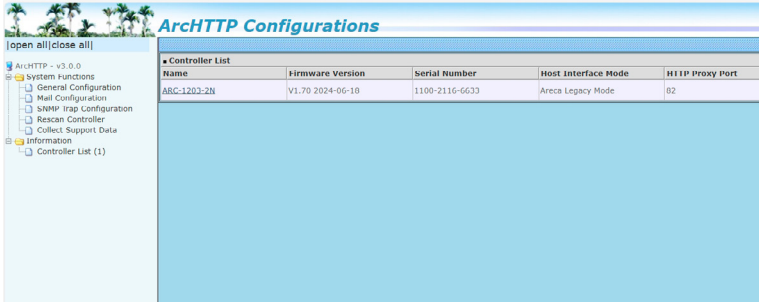 ArcHTTP Configurations
|open all|close all|
ArcHTTP - v3.0.0
System Functions
General Configuration
Mail Configuration
SNMP Trap Configuration
Rescan Controller
Collect Support Data
Information
Controller List (1)
Controller List
Name Firmware Version Serial Number Host Interface Mode HTTP Proxy Port
ARC-1203-2N V1.70 2024-06-18 1100-2116-6633 Areca Legacy Mode 82